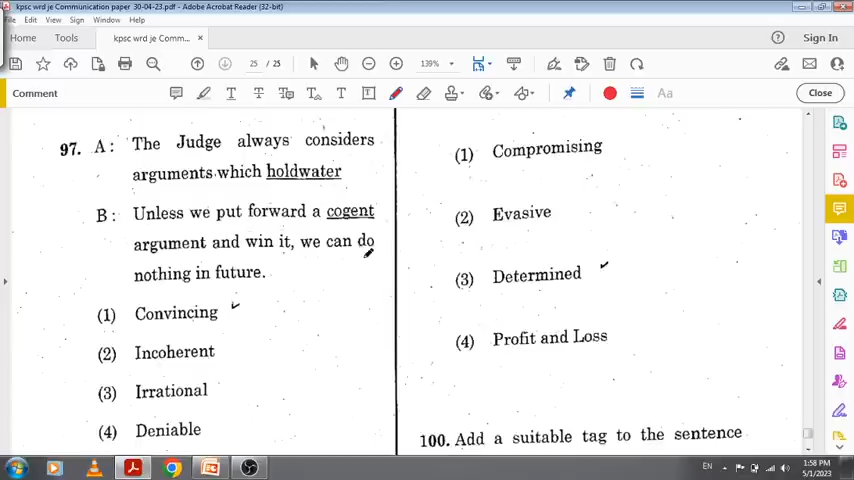 kpsc wrd je Communication paper 30-04-23.pdf - Adobe Acrobat Reader (32-bit)
File Edit View Sign Window Help
Home Tools kpsc wrd je Comm... × Sign In
25 / 25 139%
Comment Aa Close
97. A: The Judge always considers
arguments which holdwater
B: Unless we put forward a cogent
argument and win it, we can do
nothing in future.
(1) Convincing
(2) Incoherent
(3) Irrational
(4) Deniable
(1) Compromising
(2) Evasive
(3) Determined
(4) Profit and Loss
100. Add a suitable tag to the sentence
EN 1:58 PM
5/1/2023